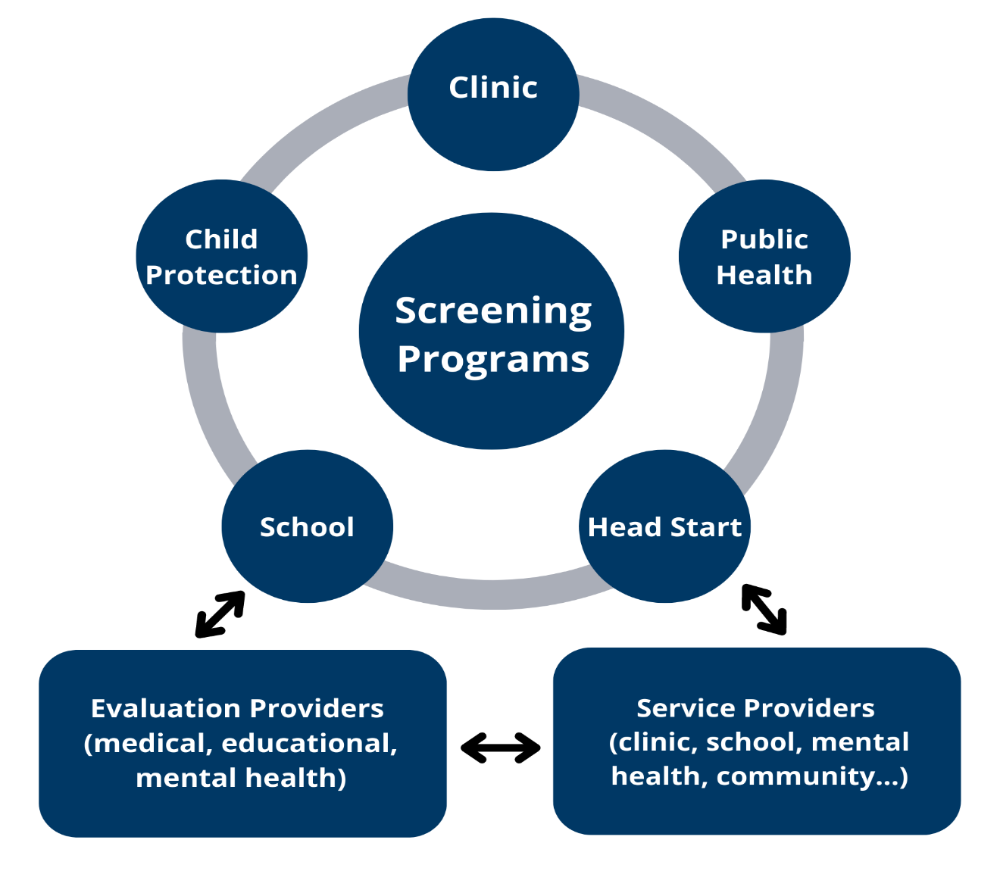 Clinic
Child
Protection
Public
Health
Screening
Programs
School
Head Start
Evaluation Providers
(medical, educational,
mental health)
Service Providers
(clinic, school, mental
health, community...)